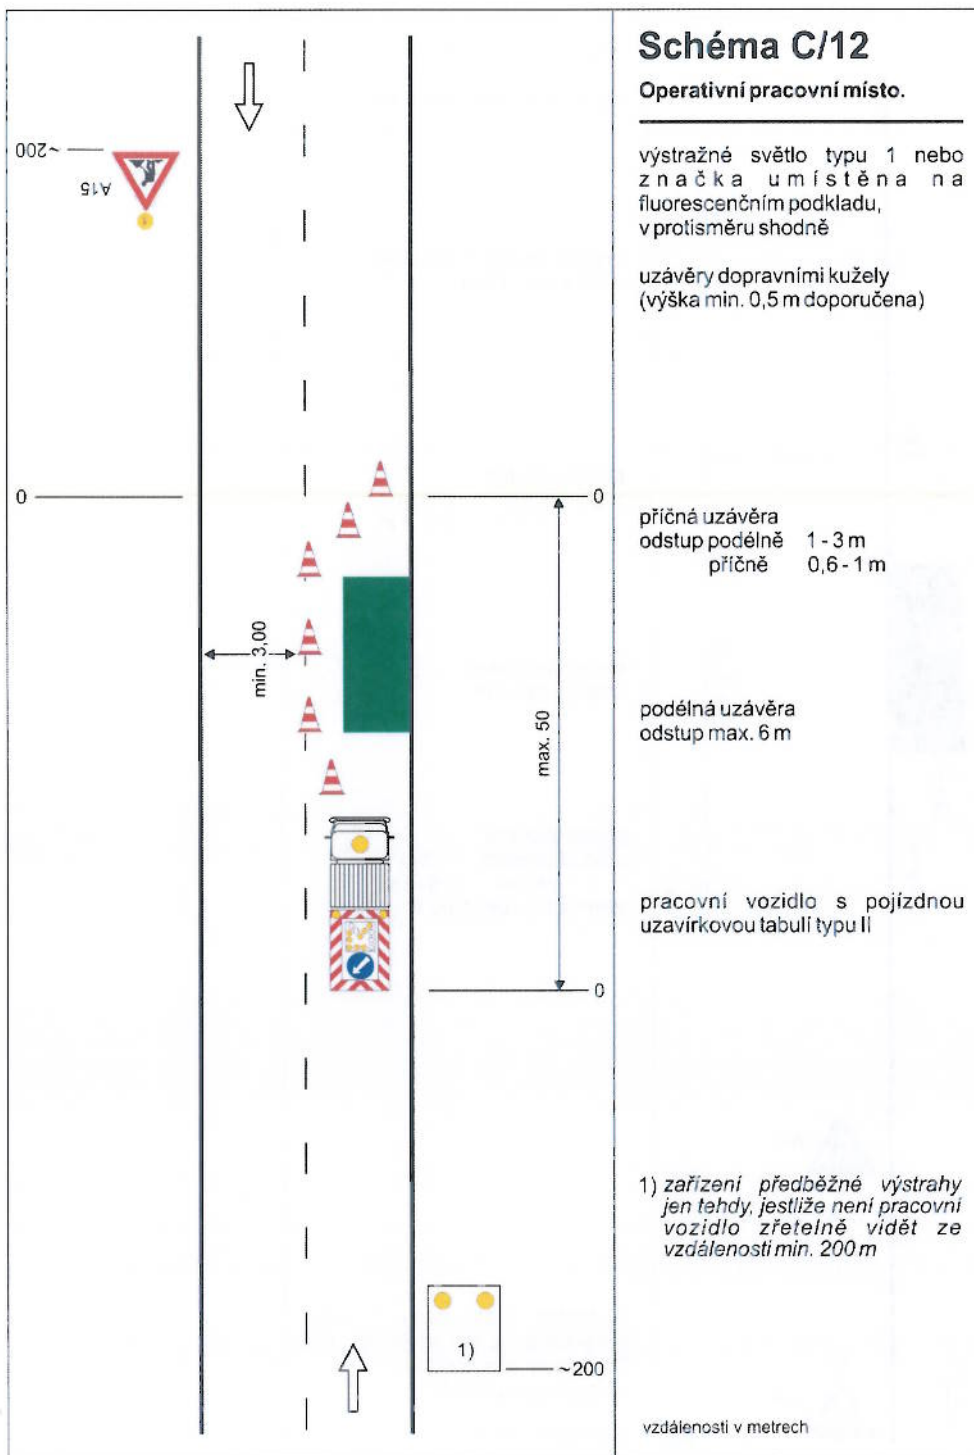 Schéma C/12
Operativní pracovní místo.
~200
A15
výstražné světlo typu 1 nebo
značka umístěna na
fluorescenčním podkladu,
v protisměru shodně
uzávěry dopravními kužely
(výška min. 0,5 m doporučena)
0
0
příčná uzávěra
odstup podélně 1 - 3 m
příčně 0,6 - 1 m
min. 3,00
max. 50
podélná uzávěra
odstup max. 6 m
pracovní vozidlo s pojízdnou
uzavírkovou tabulí typu II
0
1) zařízení předběžné výstrahy
jen tehdy, jestliže není pracovní
vozidlo zřetelně vidět ze
vzdálenosti min. 200 m
1)
~200
vzdálenosti v metrech